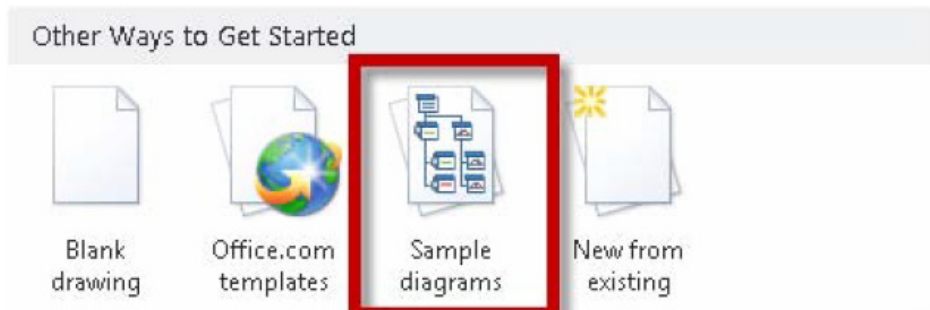 Other Ways to Get Started
Blank
drawing
Office.com
templates
Sample
diagrams
New from
existing